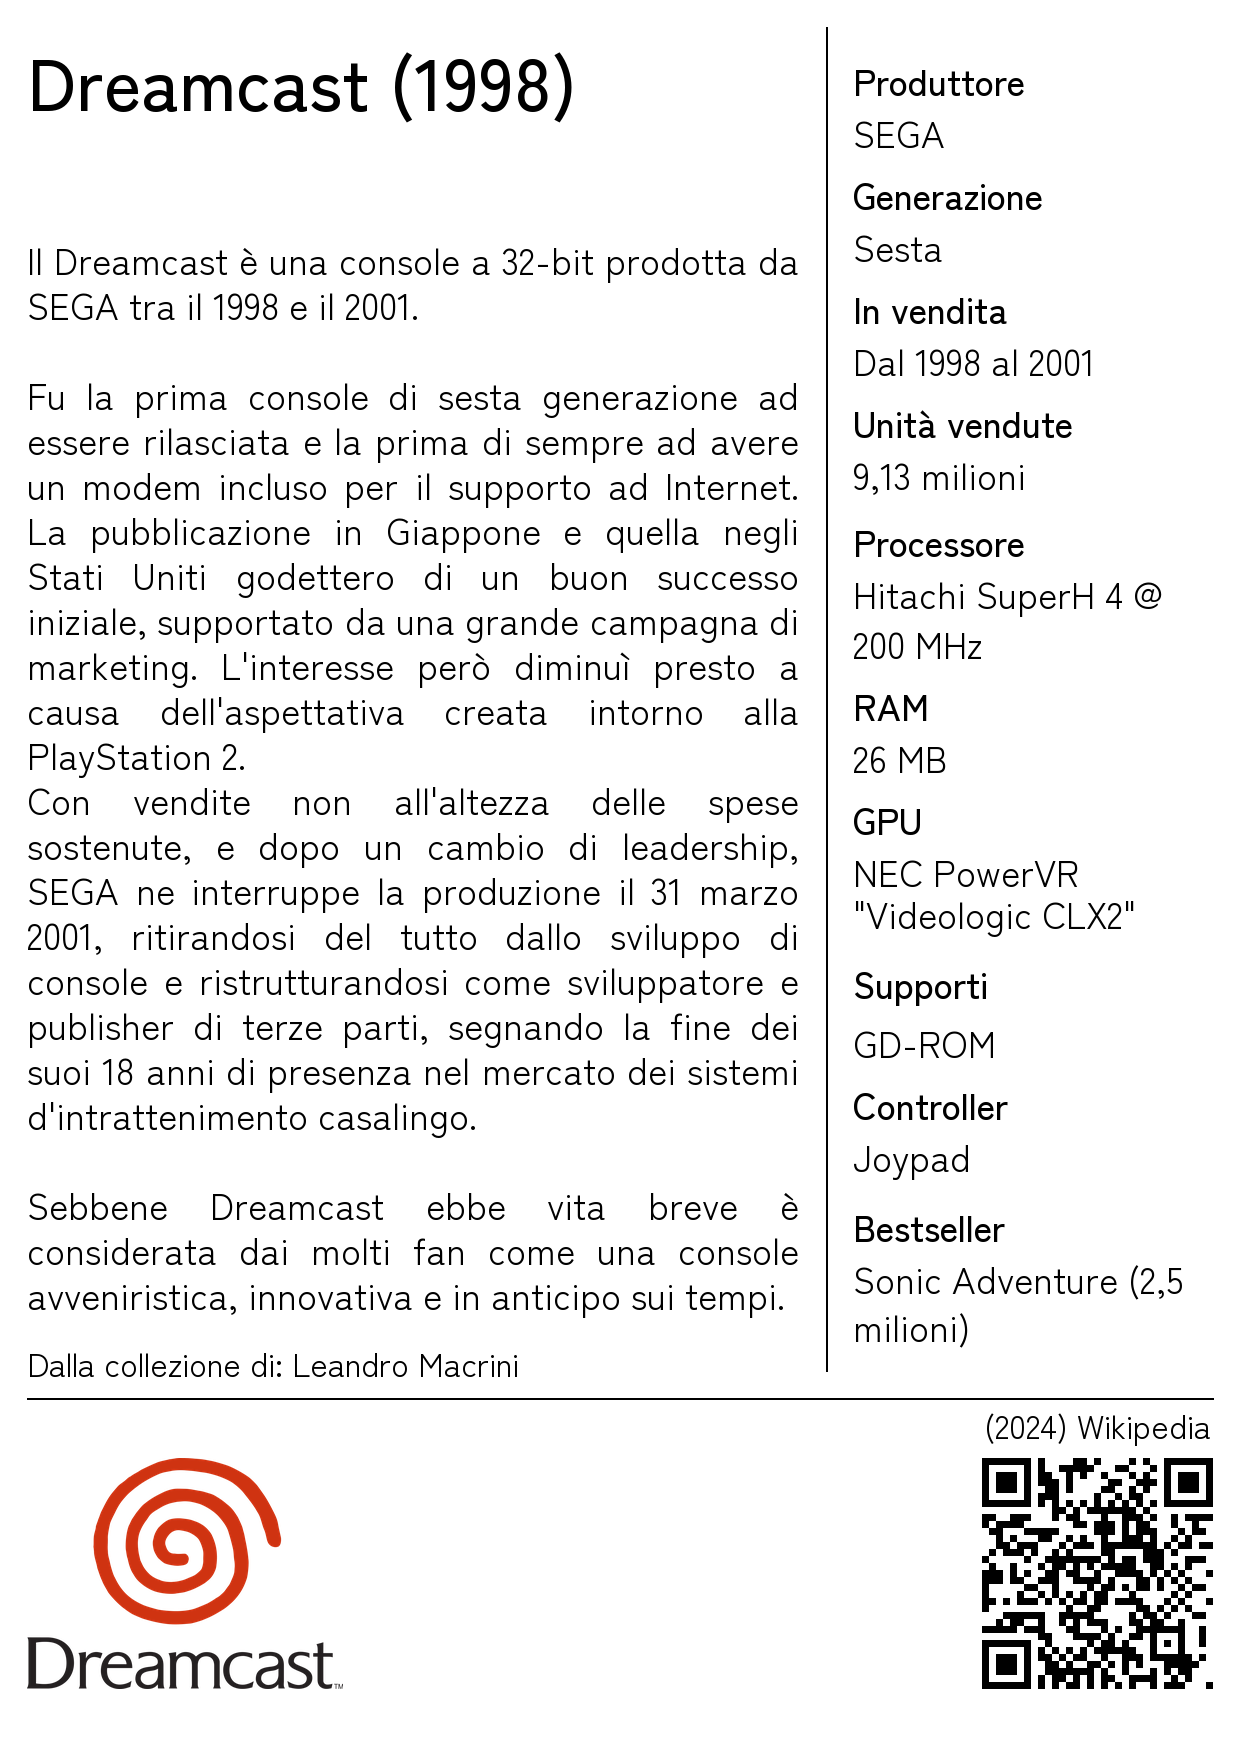 Dreamcast (1998)
Il Dreamcast è una console a 32-bit prodotta da
SEGA tra il 1998 e il 2001.
Fu la prima console di sesta generazione ad
essere rilasciata e la prima di sempre ad avere
un modem incluso per il supporto ad Internet.
La pubblicazione in Giappone e quella negli
Stati Uniti godettero di un buon successo
iniziale, supportato da una grande campagna di
marketing. L'interesse però diminuì presto a
causa dell'aspettativa creata intorno alla
PlayStation 2.
Con vendite non all'altezza delle spese
sostenute, e dopo un cambio di leadership,
SEGA ne interruppe la produzione il 31 marzo
2001, ritirandosi del tutto dallo sviluppo di
console e ristrutturandosi come sviluppatore e
publisher di terze parti, segnando la fine dei
suoi 18 anni di presenza nel mercato dei sistemi
d'intrattenimento casalingo.
Sebbene Dreamcast ebbe vita breve è
considerata dai molti fan come una console
avveniristica, innovativa e in anticipo sui tempi.
Dalla collezione di: Leandro Macrini
Produttore
SEGA
Generazione
Sesta
In vendita
Dal 1998 al 2001
Unità vendute
9,13 milioni
Processore
Hitachi SuperH 4 @
200 MHz
RAM
26 MB
GPU
NEC PowerVR
"Videologic CLX2"
Supporti
GD-ROM
Controller
Joypad
Bestseller
Sonic Adventure (2,5
milioni)
(2024) Wikipedia
Dreamcast™